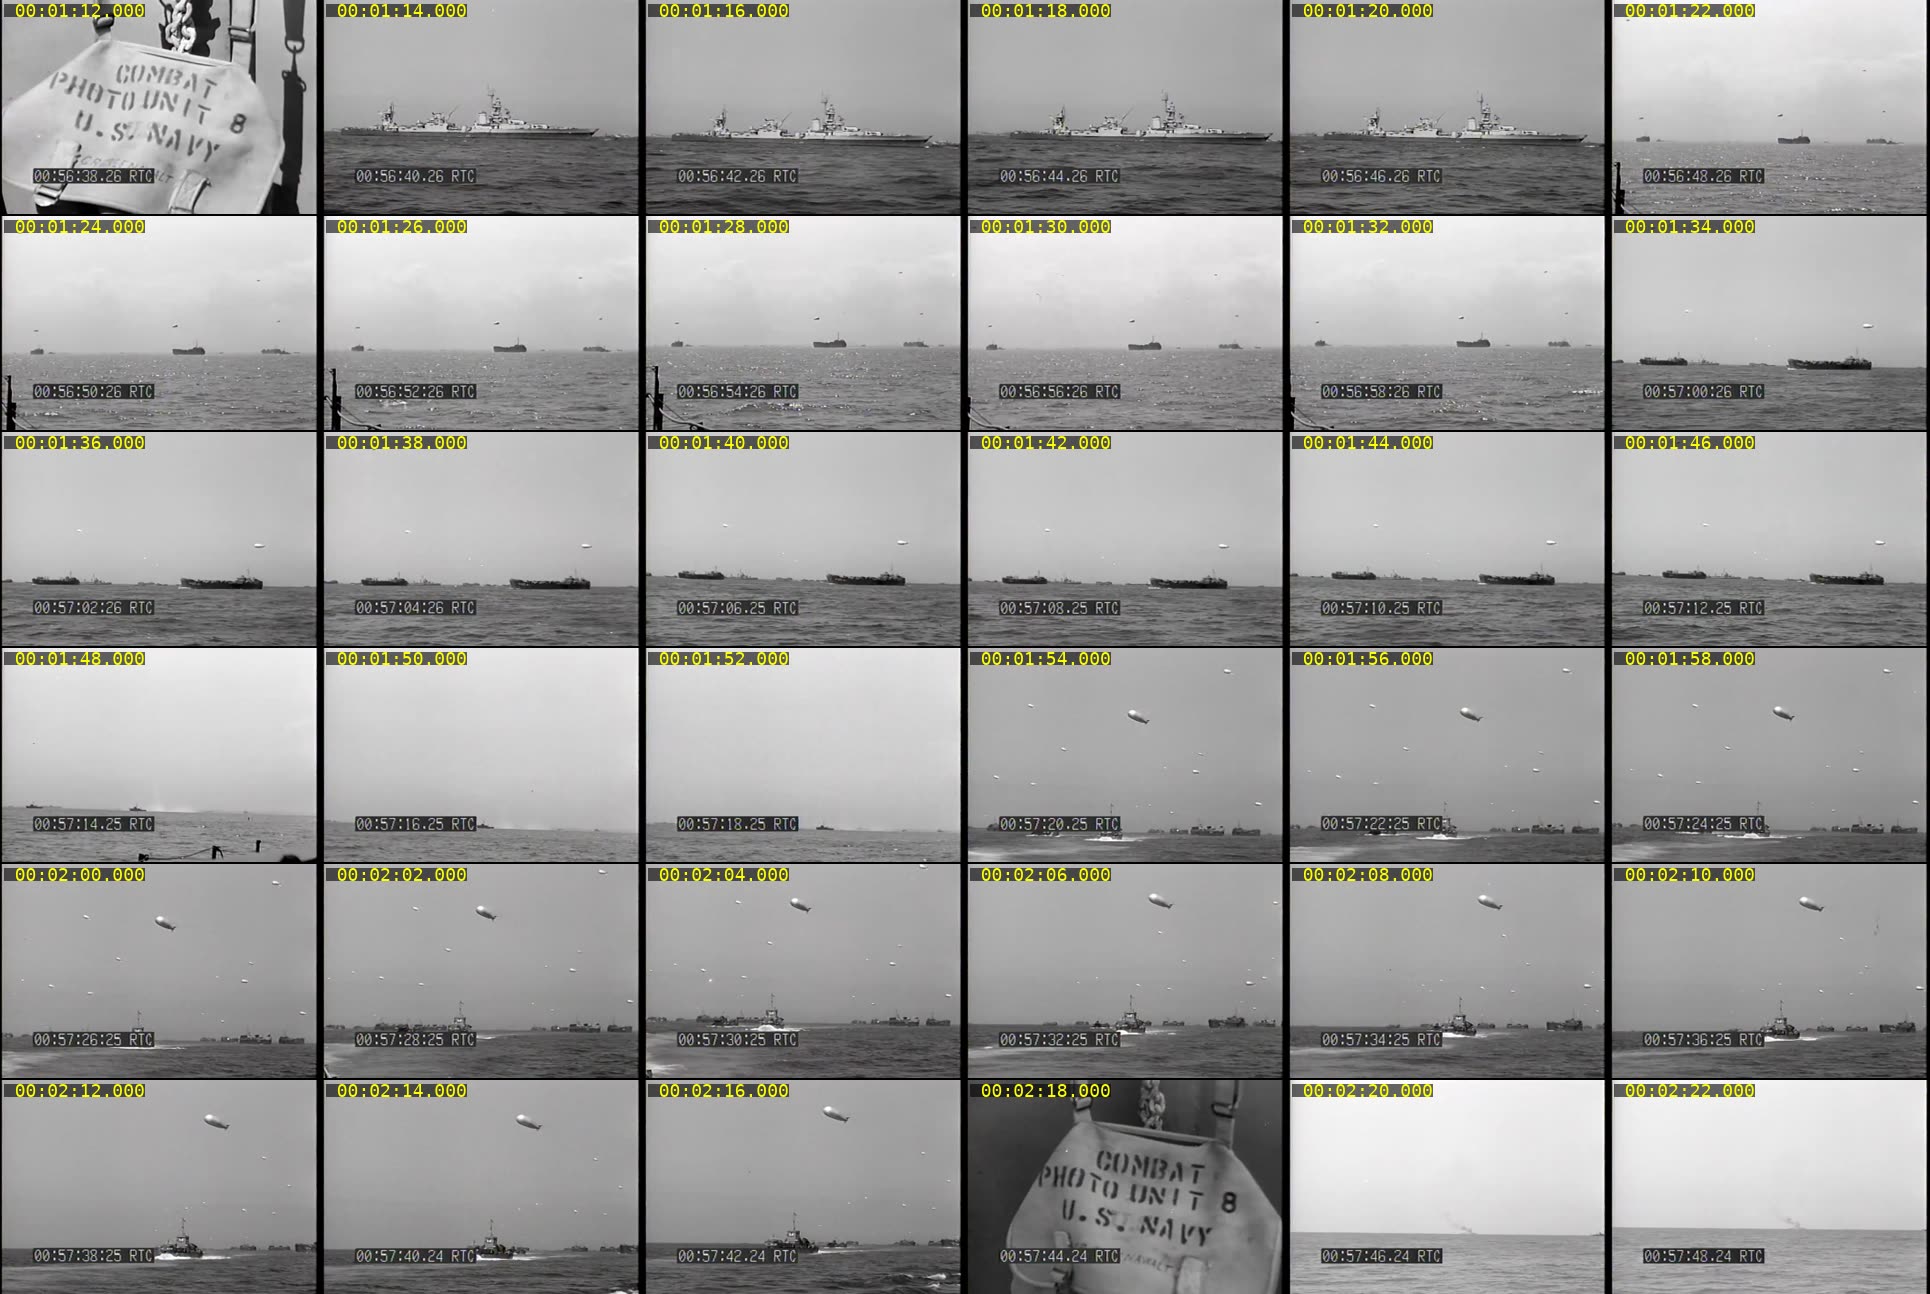 00:01:12.000 00:01:14.000 00:01:16.000 00:01:18.000 00:01:20.000 00:01:22.000
COMBAT
PHOTO UNIT 8
U.S. NAVY
00:56:38.26 RTC 00:56:40.26 RTC 00:56:42.26 RTC 00:56:44.26 RTC 00:56:46.26 RTC 00:56:48.26 RTC
00:01:24.000 00:01:26.000 00:01:28.000 00:01:30.000 00:01:32.000 00:01:34.000
00:56:50:26 RTC 00:56:52:26 RTC 00:56:54:26 RTC 00:56:56:26 RTC 00:56:58:26 RTC 00:57:00:26 RTC
00:01:36.000 00:01:38.000 00:01:40.000 00:01:42.000 00:01:44.000 00:01:46.000
00:57:02:26 RTC 00:57:04:26 RTC 00:57:06.25 RTC 00:57:08.25 RTC 00:57:10.25 RTC 00:57:12.25 RTC
00:01:48.000 00:01:50.000 00:01:52.000 00:01:54.000 00:01:56.000 00:01:58.000
00:57:14.25 RTC 00:57:16.25 RTC 00:57:18.25 RTC 00:57:20.25 RTC 00:57:22:25 RTC 00:57:24:25 RTC
00:02:00.000 00:02:02.000 00:02:04.000 00:02:06.000 00:02:08.000 00:02:10.000
00:57:26:25 RTC 00:57:28:25 RTC 00:57:30:25 RTC 00:57:32:25 RTC 00:57:34:25 RTC 00:57:36:25 RTC
00:02:12.000 00:02:14.000 00:02:16.000 00:02:18.000 00:02:20.000 00:02:22.000
COMBAT
PHOTO UNIT 8
U.S. NAVY
00:57:38:25 RTC 00:57:40.24 RTC 00:57:42.24 RTC 00:57:44.24 RTC 00:57:46.24 RTC 00:57:48.24 RTC